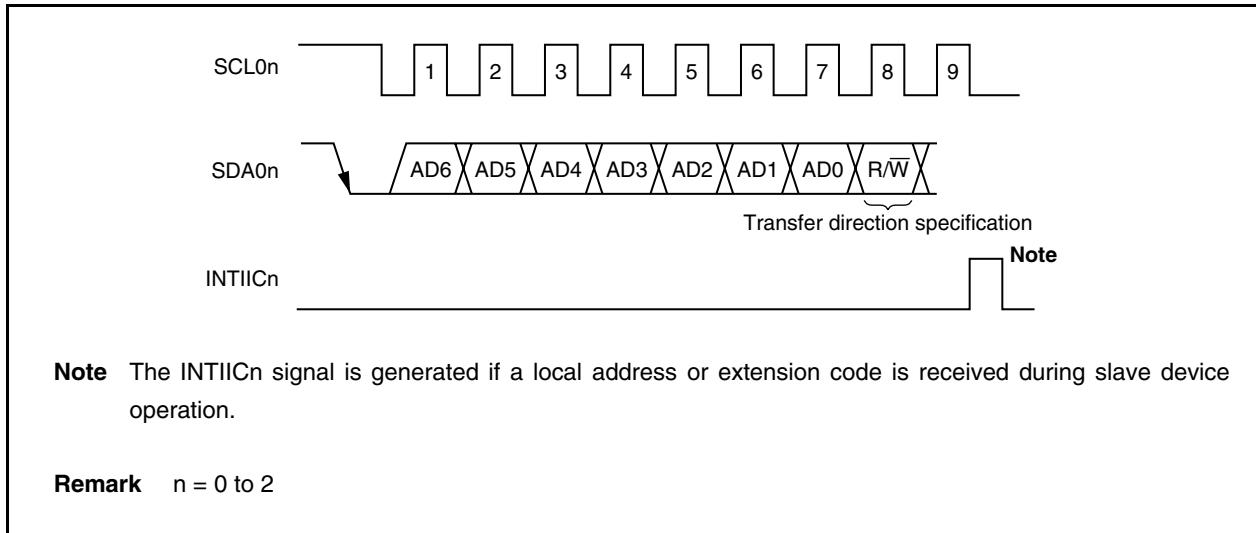 SCL0n 1 2 3 4 5 6 7 8 9
SDA0n AD6 AD5 AD4 AD3 AD2 AD1 AD0 R/W̅
Transfer direction specification
Note
INTIICn
Note The INTIICn signal is generated if a local address or extension code is received during slave device
operation.
Remark n = 0 to 2